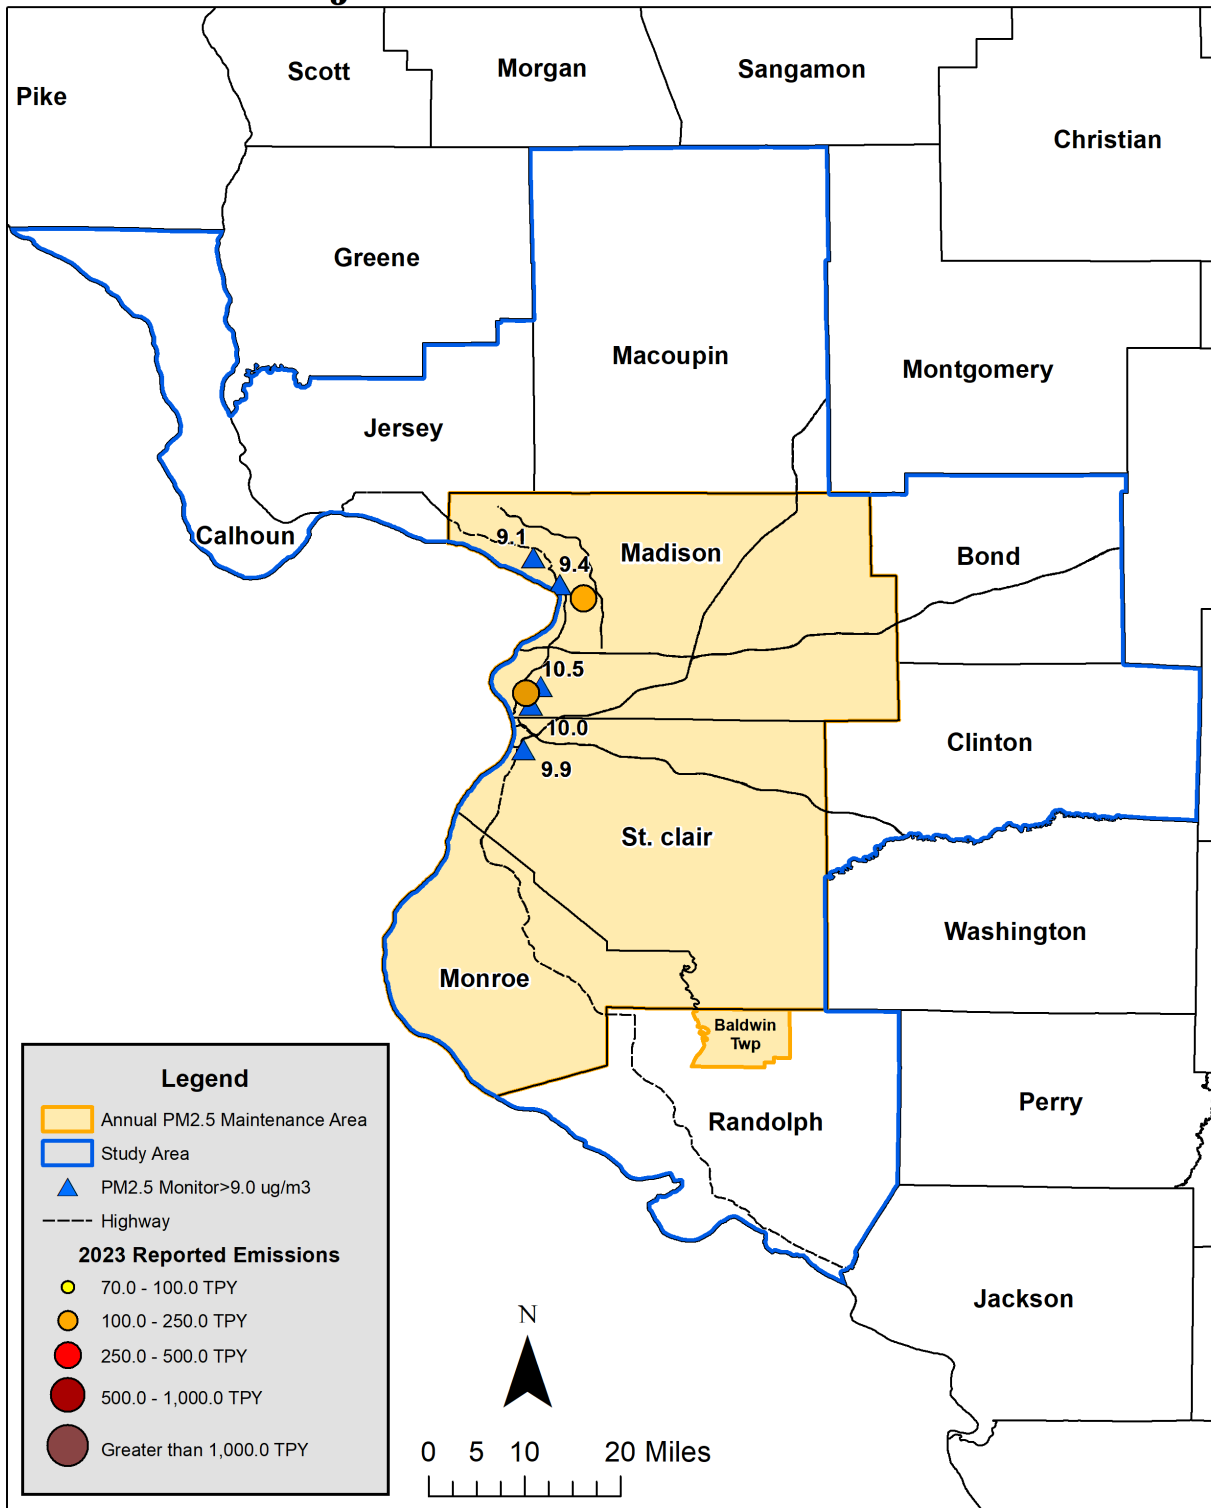 Scott
Morgan
Sangamon
Pike
Christian
Greene
Macoupin
Montgomery
Jersey
Calhoun
9.1
9.4
Madison
Bond
10.5
10.0
9.9
Clinton
St. clair
Washington
Monroe
Baldwin
Twp
Randolph
Perry
Jackson
Legend
Annual PM2.5 Maintenance Area
Study Area
PM2.5 Monitor>9.0 ug/m3
Highway
2023 Reported Emissions
70.0 - 100.0 TPY
100.0 - 250.0 TPY
250.0 - 500.0 TPY
500.0 - 1,000.0 TPY
Greater than 1,000.0 TPY
N
0 5 10 20 Miles